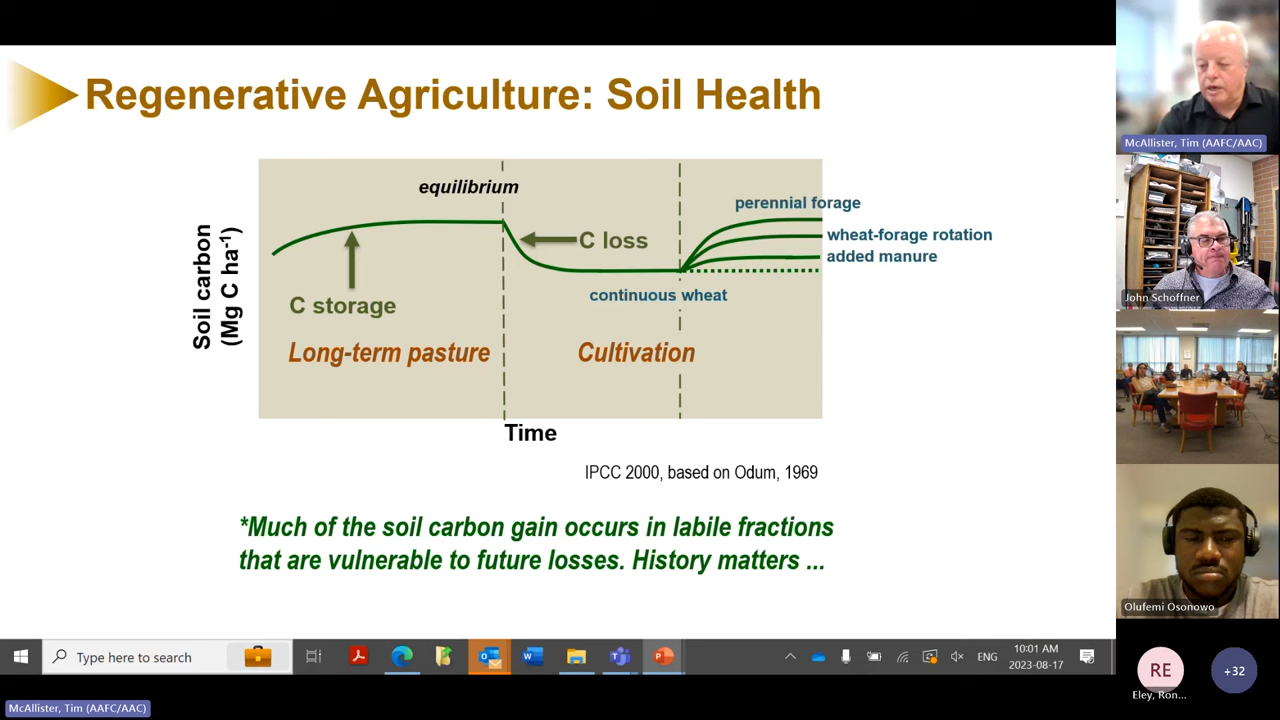 Regenerative Agriculture: Soil Health
equilibrium
perennial forage
C loss
wheat-forage rotation
added manure
Soil carbon
(Mg C ha-1)
C storage
continuous wheat
Long-term pasture
Cultivation
Time
IPCC 2000, based on Odum, 1969
*Much of the soil carbon gain occurs in labile fractions
that are vulnerable to future losses. History matters ...
McAllister, Tim (AAFC/AAC)
John Schoffner
Olufemi Osonowo
RE
Eley, Ron...
+32
Type here to search
ENG
10:01 AM
2023-08-17
McAllister, Tim (AAFC/AAC)